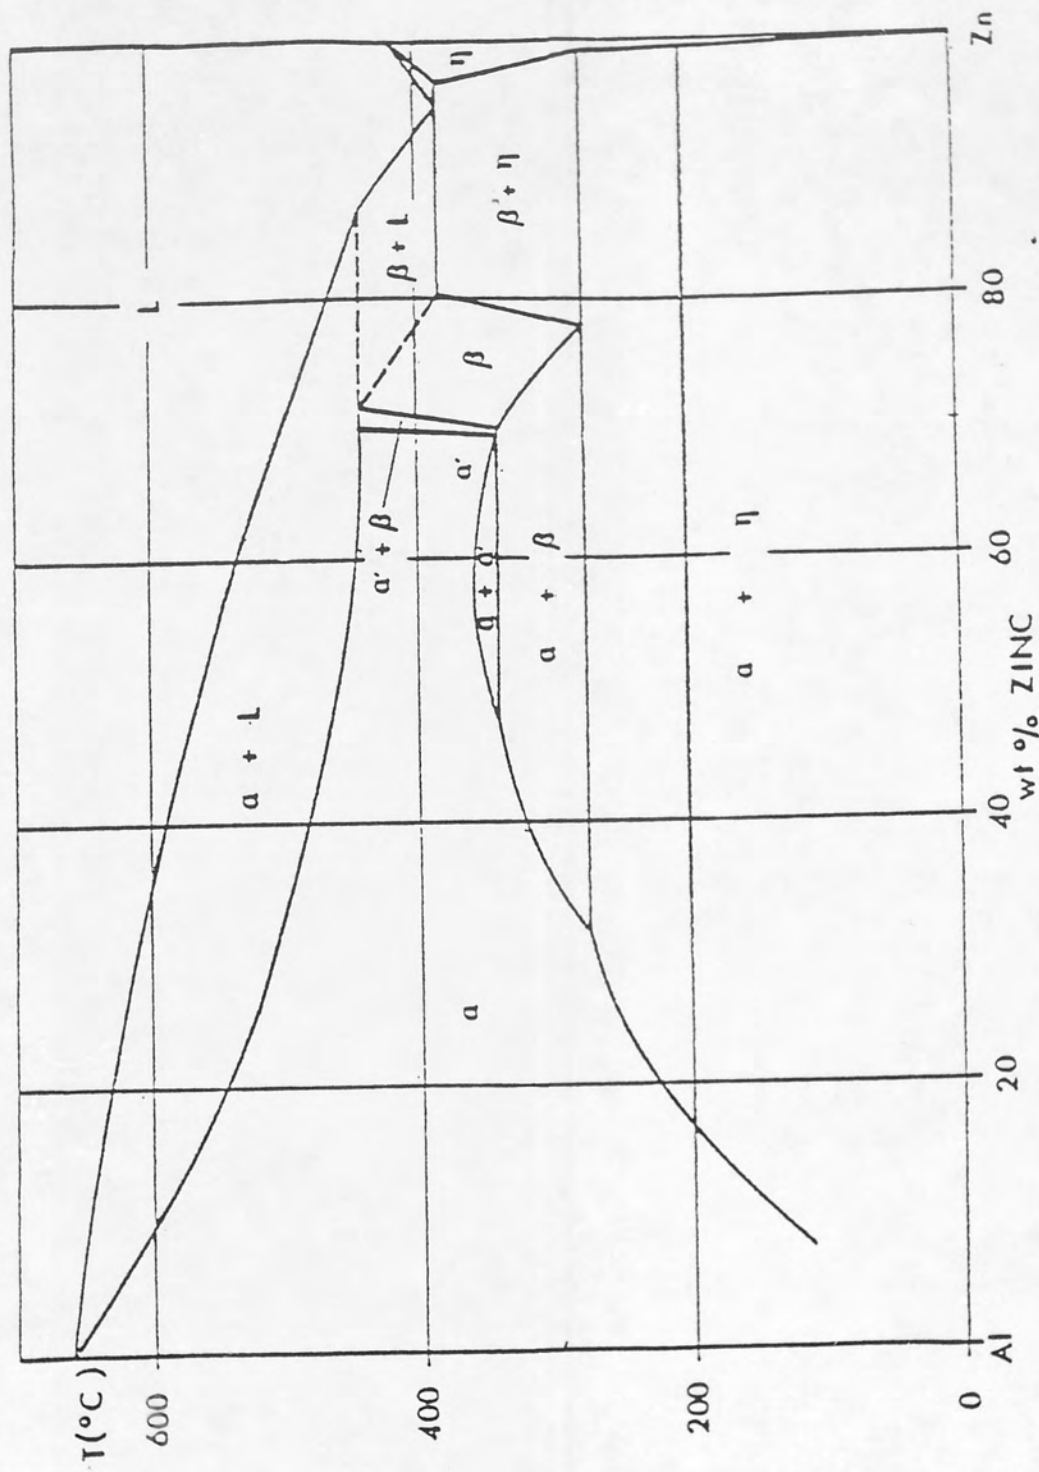 T(°C)
600
400
200
0
L
α + L
β + L
η
α' + β
β
β' + η
α'
α + α'
α + β
α
α + η
Al
20
40
60
80
Zn
wt % ZINC